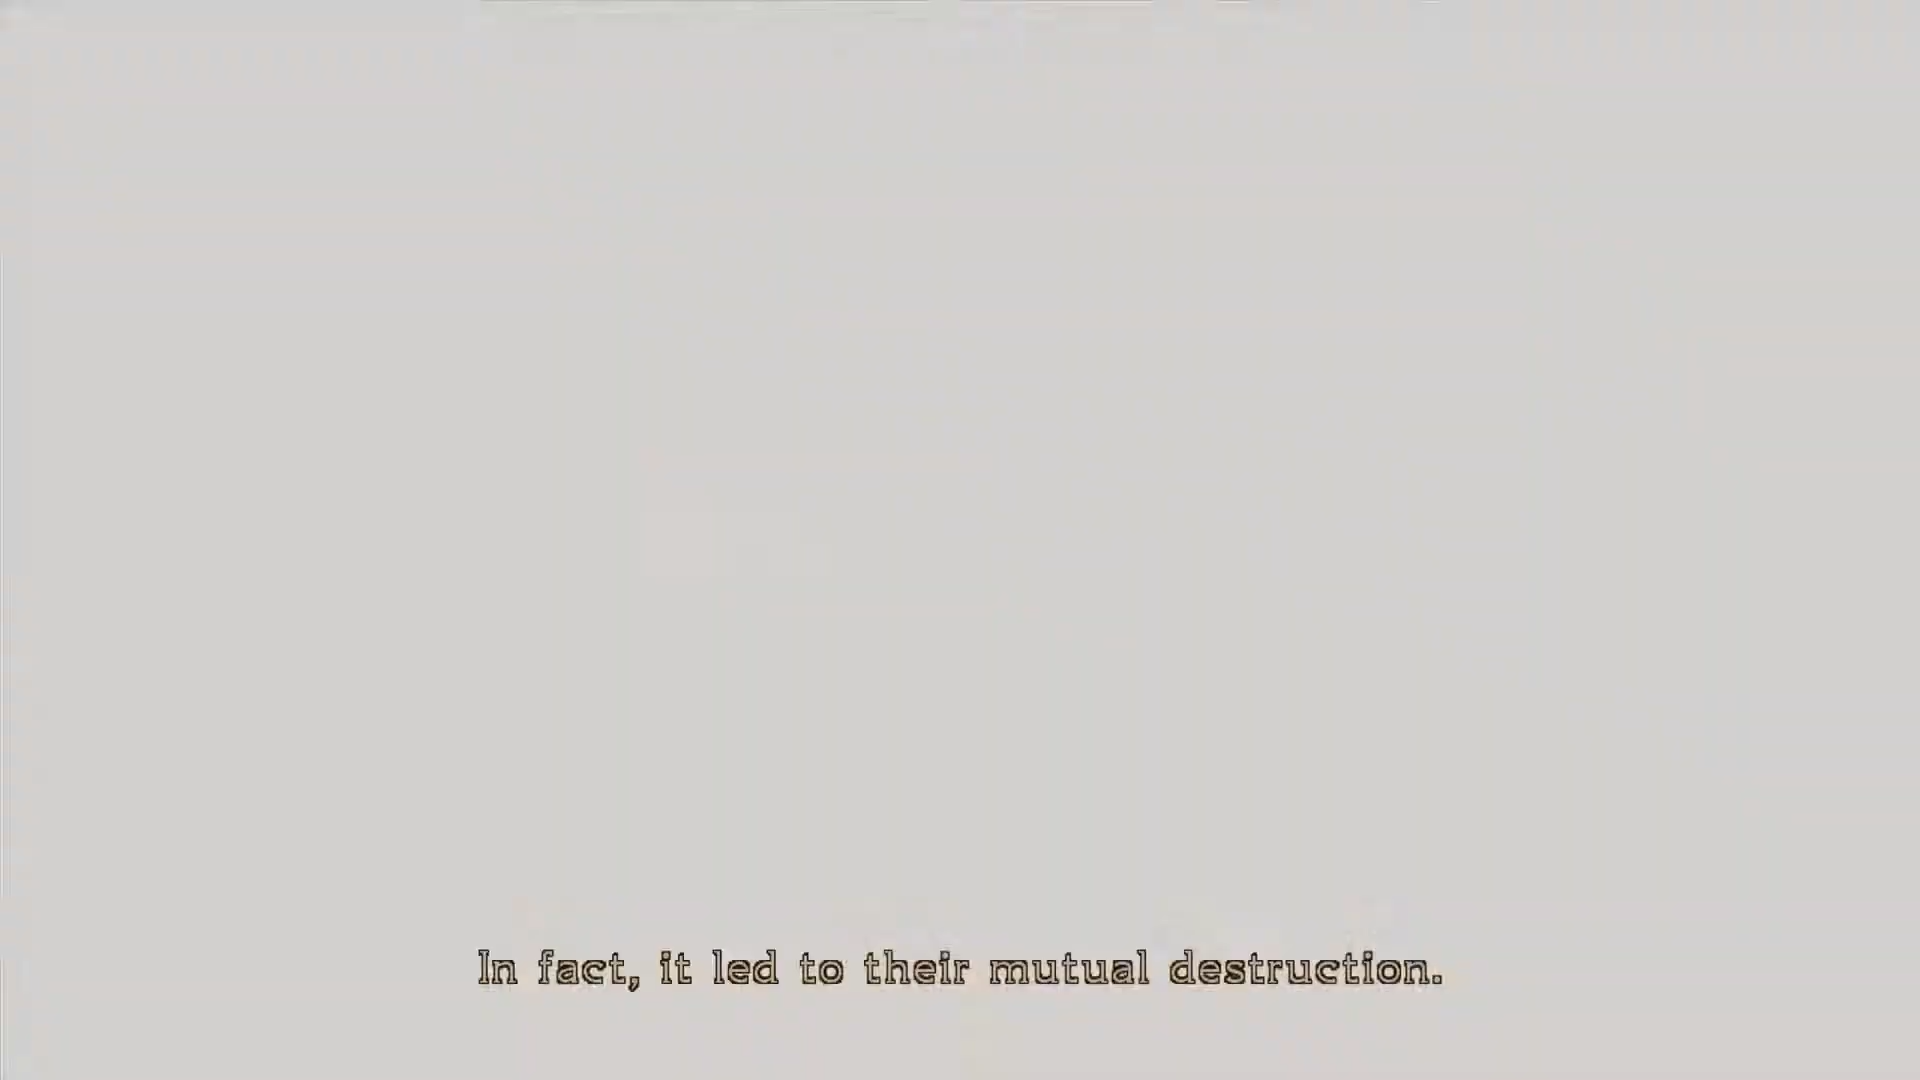 In fact, it led to their mutual destruction.